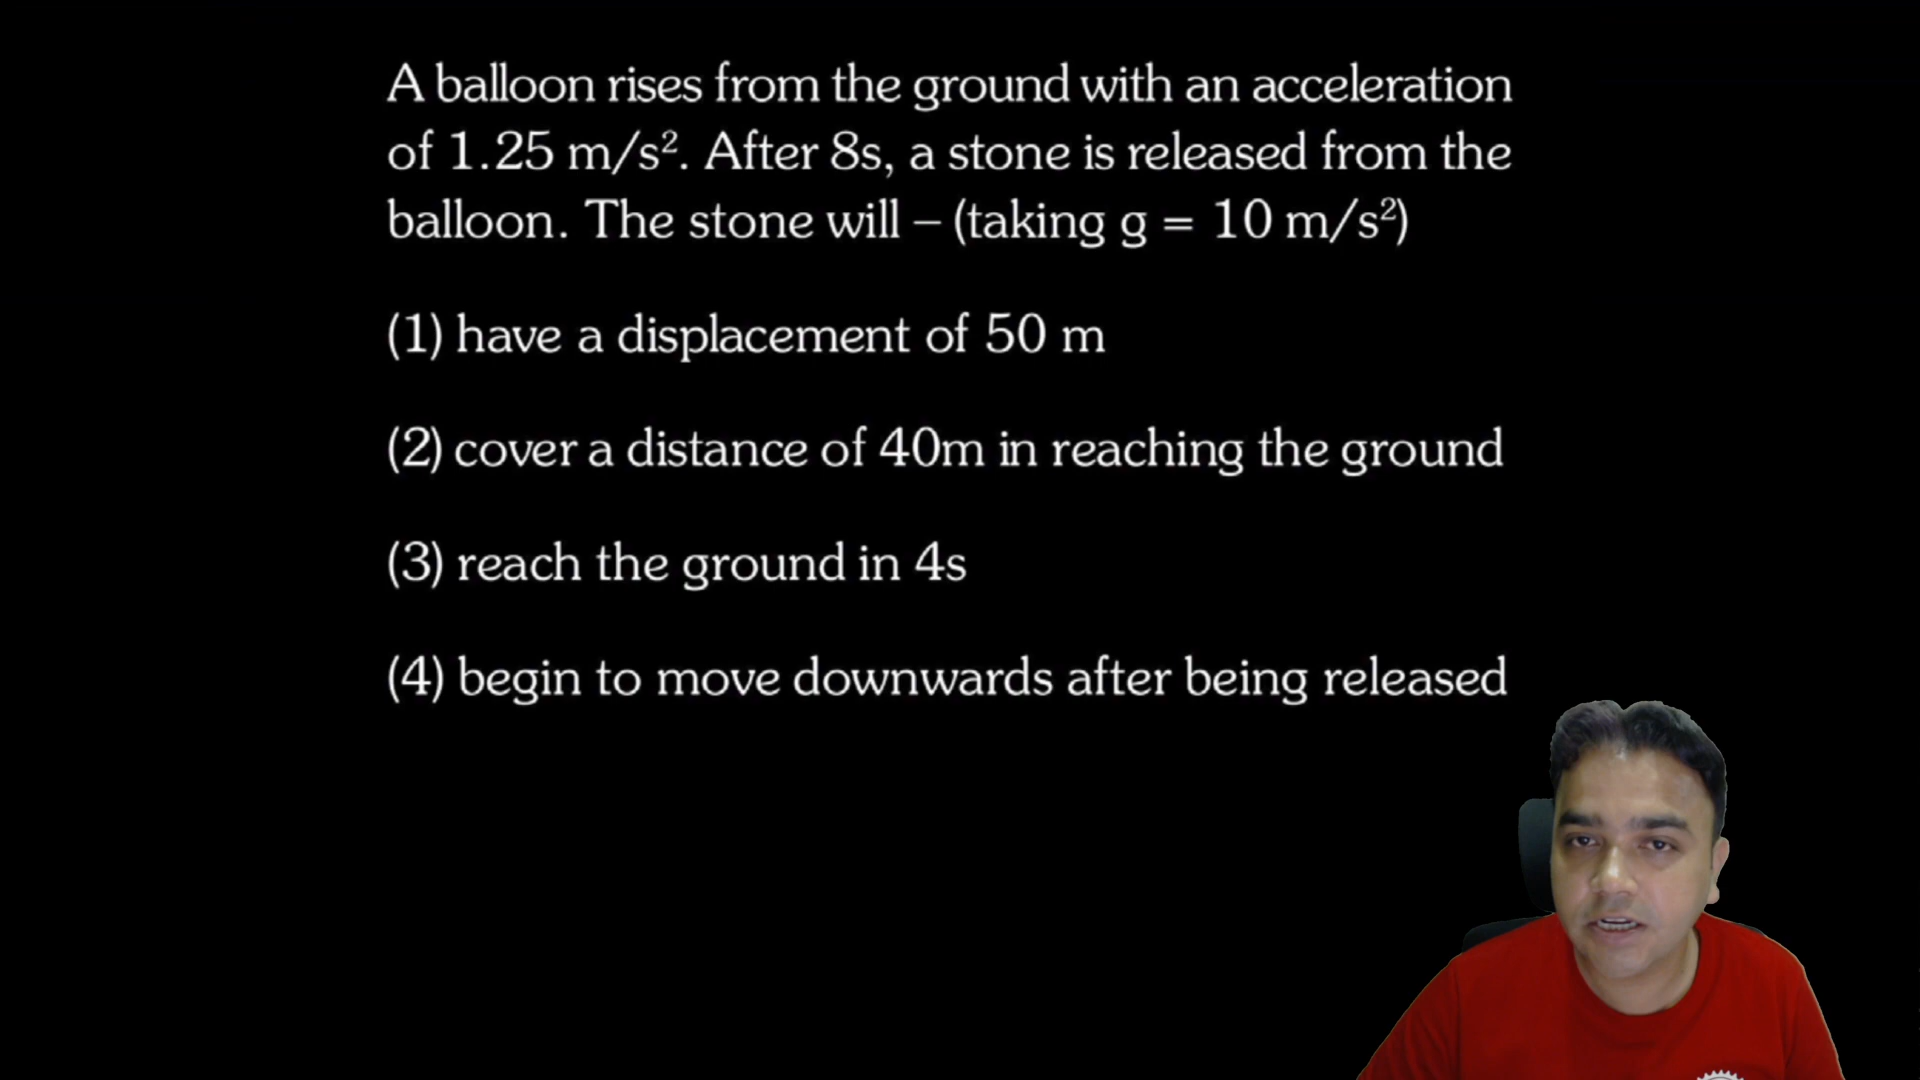 A balloon rises from the ground with an acceleration
of 1.25 m/s². After 8s, a stone is released from the
balloon. The stone will – (taking g = 10 m/s²)
(1) have a displacement of 50 m
(2) cover a distance of 40m in reaching the ground
(3) reach the ground in 4s
(4) begin to move downwards after being released